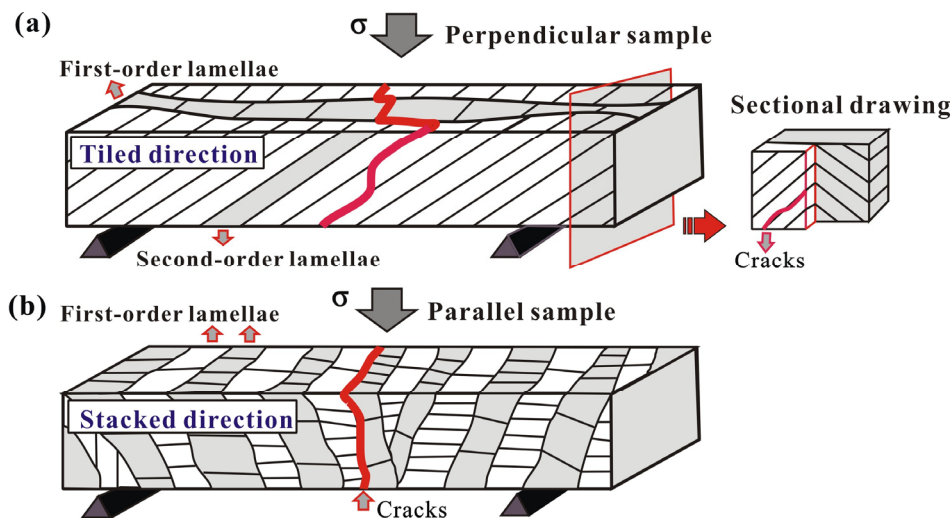 (a)
σ
Perpendicular sample
First-order lamellae
Sectional drawing
Tiled direction
Second-order lamellae
Cracks
(b)
σ
First-order lamellae
Parallel sample
Stacked direction
Cracks